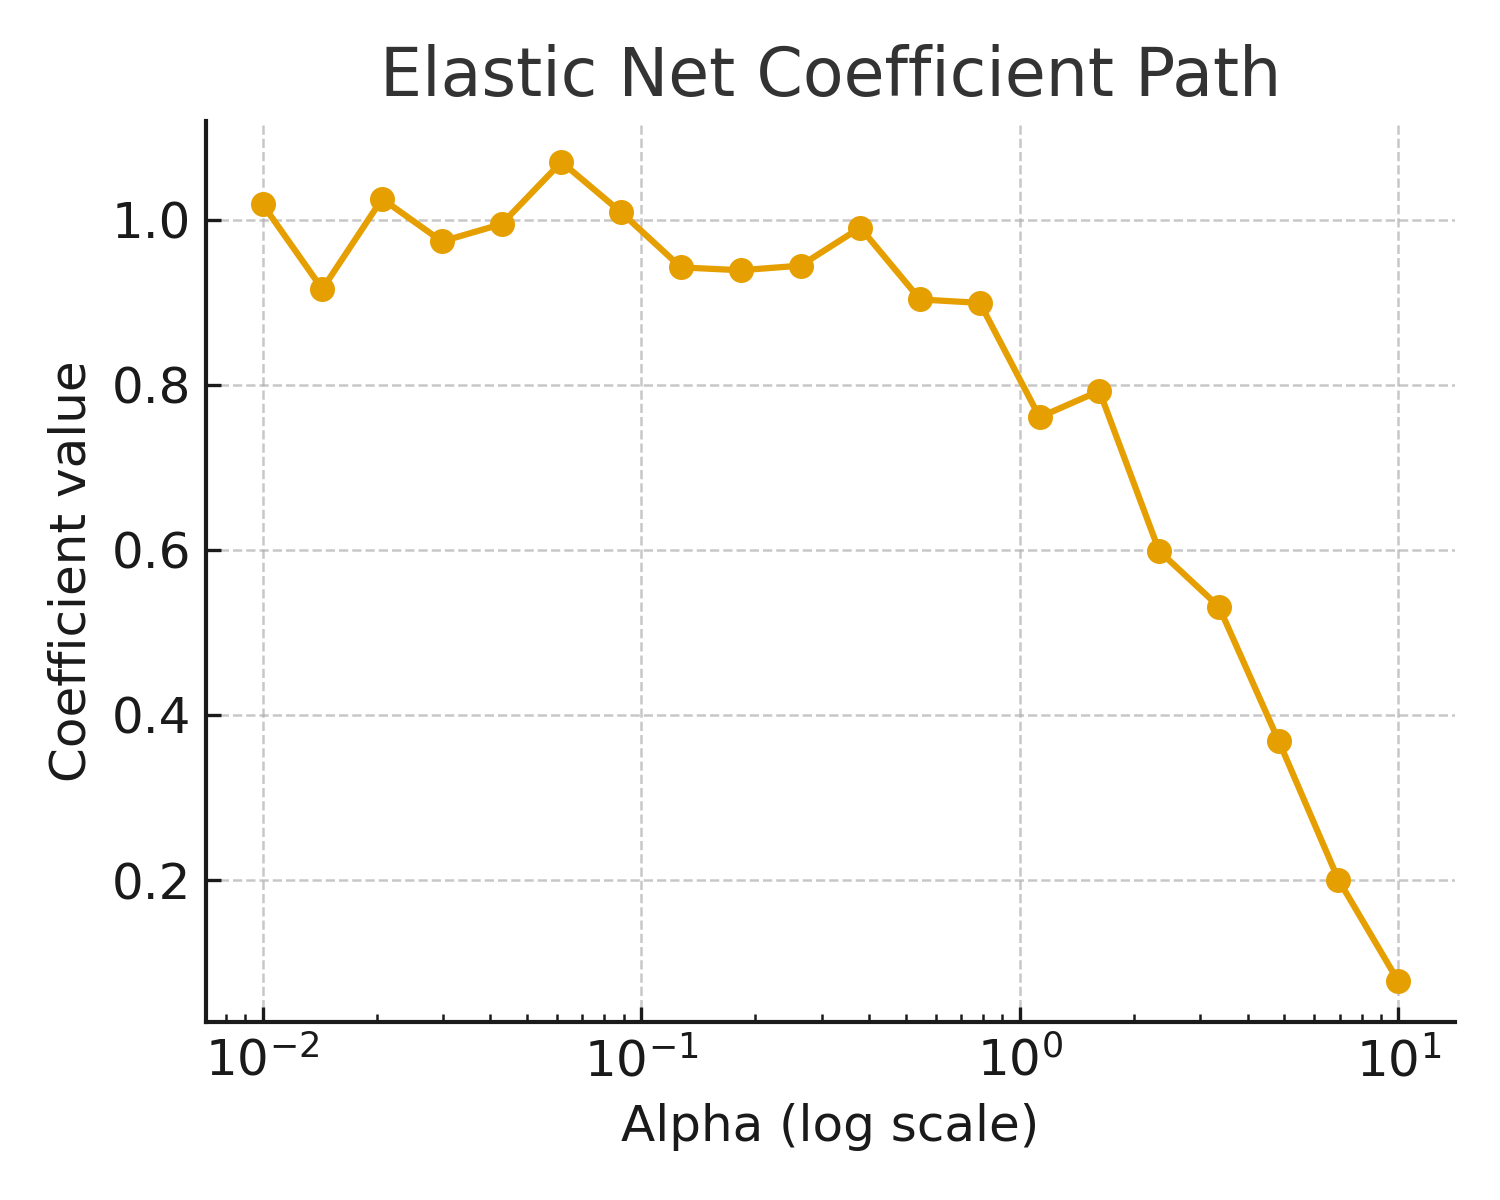 Elastic Net Coefficient Path
Coefficient value
1.0
0.8
0.6
0.4
0.2
10⁻² 10⁻¹ 10⁰ 10¹
Alpha (log scale)